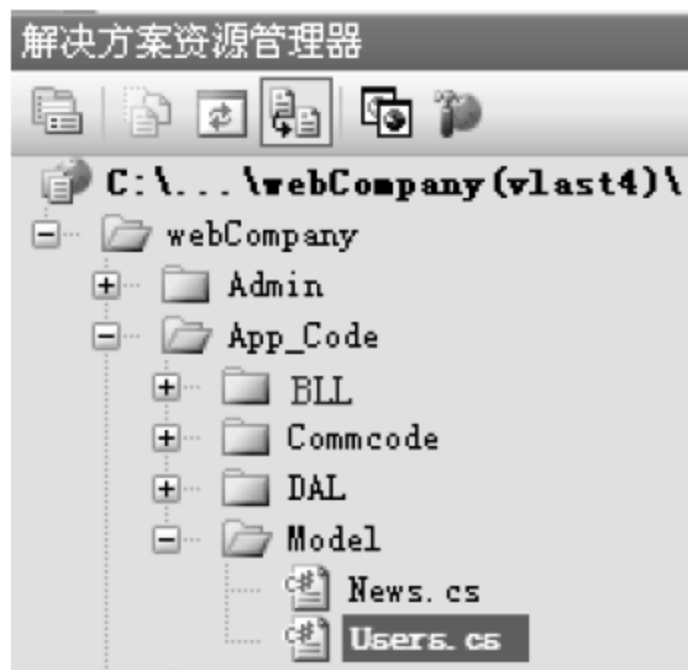 解决方案资源管理器
C:\...\webCompany(vlast4)\
webCompany
Admin
App_Code
BLL
Commcode
DAL
Model
News.cs
Users.cs